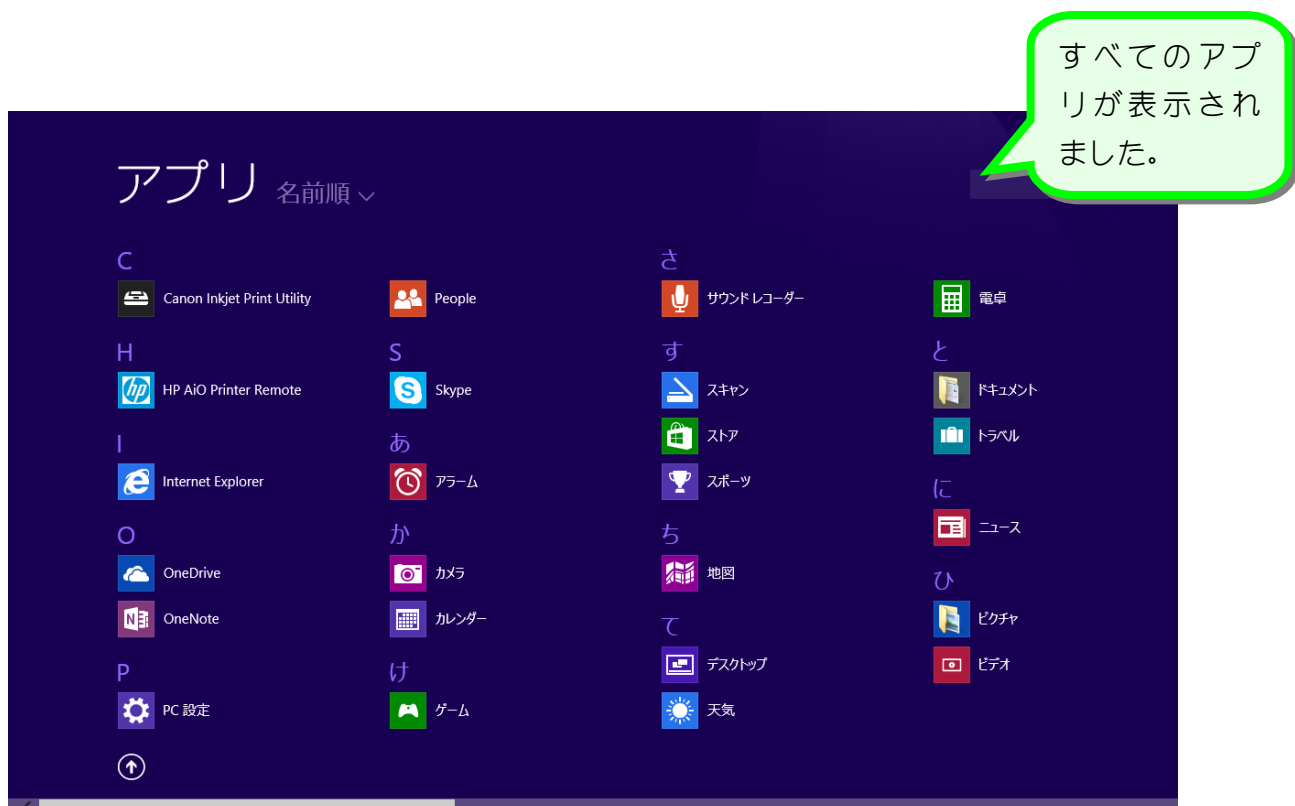 すべてのアプ
リが表示され
ました。
アプリ 名前順
C
Canon Inkjet Print Utility
H
HP AiO Printer Remote
I
Internet Explorer
O
OneDrive
OneNote
P
PC 設定
People
S
Skype
あ
アラーム
か
カメラ
カレンダー
け
ゲーム
さ
サウンド レコーダー
す
スキャン
ストア
スポーツ
ち
地図
て
デスクトップ
天気
電卓
と
ドキュメント
トラベル
に
ニュース
ひ
ピクチャ
ビデオ